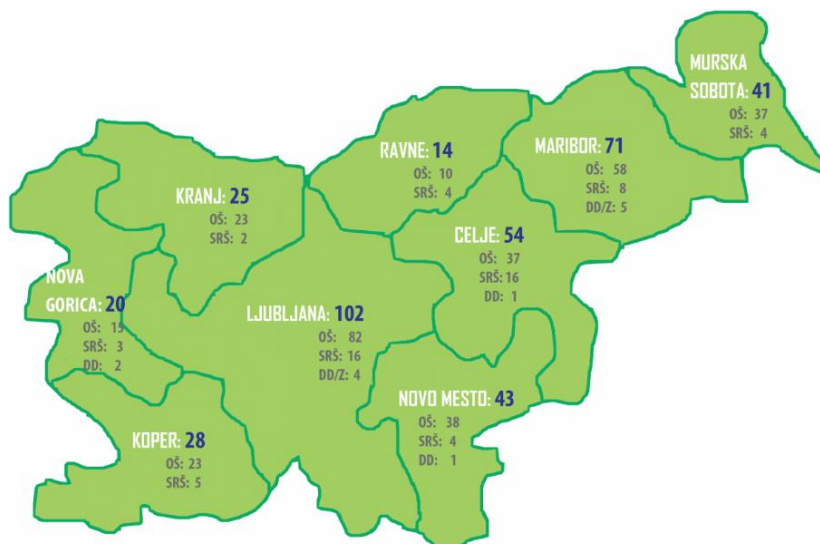 MURSKA
SOBOTA: 41
OŠ: 37
SRŠ: 4
RAVNE: 14
OŠ: 10
SRŠ: 4
MARIBOR: 71
OŠ: 58
SRŠ: 8
DD/Z: 5
KRANJ: 25
OŠ: 23
SRŠ: 2
CELJE: 54
OŠ: 37
SRŠ: 16
DD: 1
NOVA
GORICA: 20
OŠ: 15
SRŠ: 3
DD: 2
LJUBLJANA: 102
OŠ: 82
SRŠ: 16
DD/Z: 4
NOVO MESTO: 43
OŠ: 38
SRŠ: 4
DD: 1
KOPER: 28
OŠ: 23
SRŠ: 5